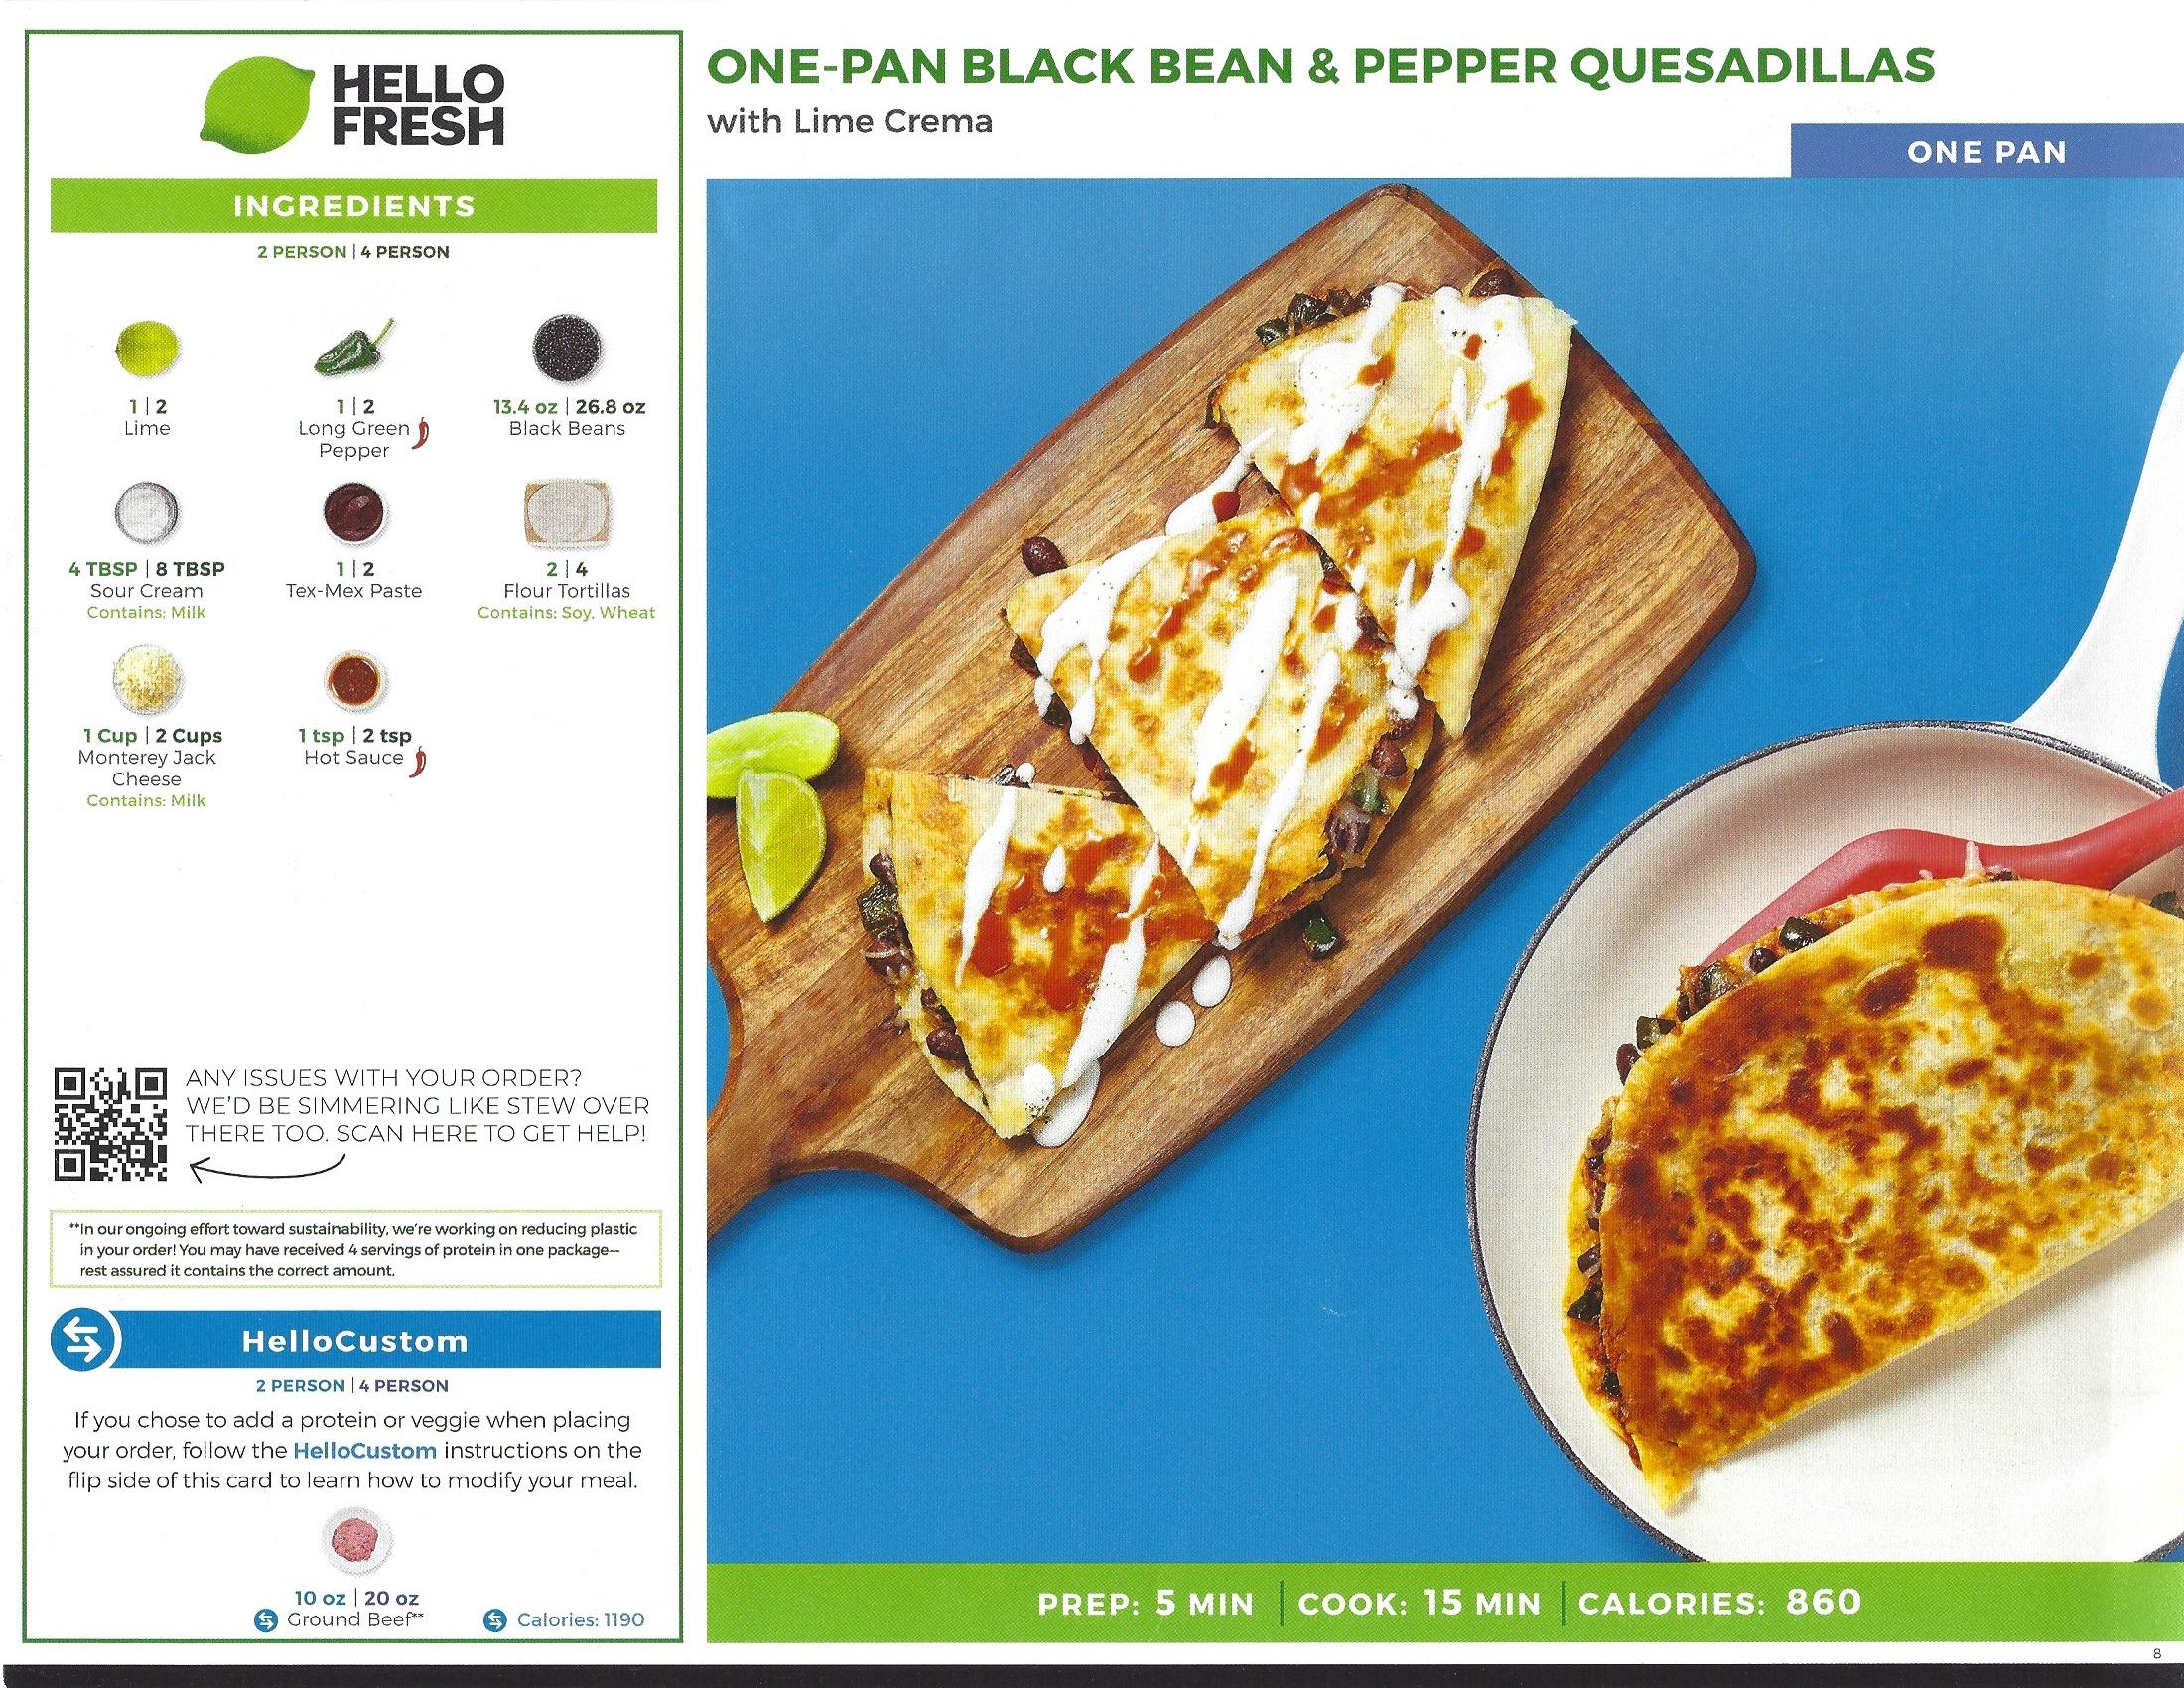 HELLO
FRESH
INGREDIENTS
2 PERSON | 4 PERSON
1 | 2
Lime
1 | 2
Long Green
Pepper
13.4 oz | 26.8 oz
Black Beans
4 TBSP | 8 TBSP
Sour Cream
Contains: Milk
1 | 2
Tex-Mex Paste
2 | 4
Flour Tortillas
Contains: Soy, Wheat
1 Cup | 2 Cups
Monterey Jack
Cheese
Contains: Milk
1 tsp | 2 tsp
Hot Sauce
ANY ISSUES WITH YOUR ORDER?
WE'D BE SIMMERING LIKE STEW OVER
THERE TOO. SCAN HERE TO GET HELP!
**In our ongoing effort toward sustainability, we're working on reducing plastic
in your order! You may have received 4 servings of protein in one package—
rest assured it contains the correct amount.
HelloCustom
2 PERSON | 4 PERSON
If you chose to add a protein or veggie when placing
your order, follow the HelloCustom instructions on the
flip side of this card to learn how to modify your meal.
10 oz | 20 oz
Ground Beef**
Calories: 1190
ONE-PAN BLACK BEAN & PEPPER QUESADILLAS
with Lime Crema
ONE PAN
PREP: 5 MIN | COOK: 15 MIN | CALORIES: 860
8